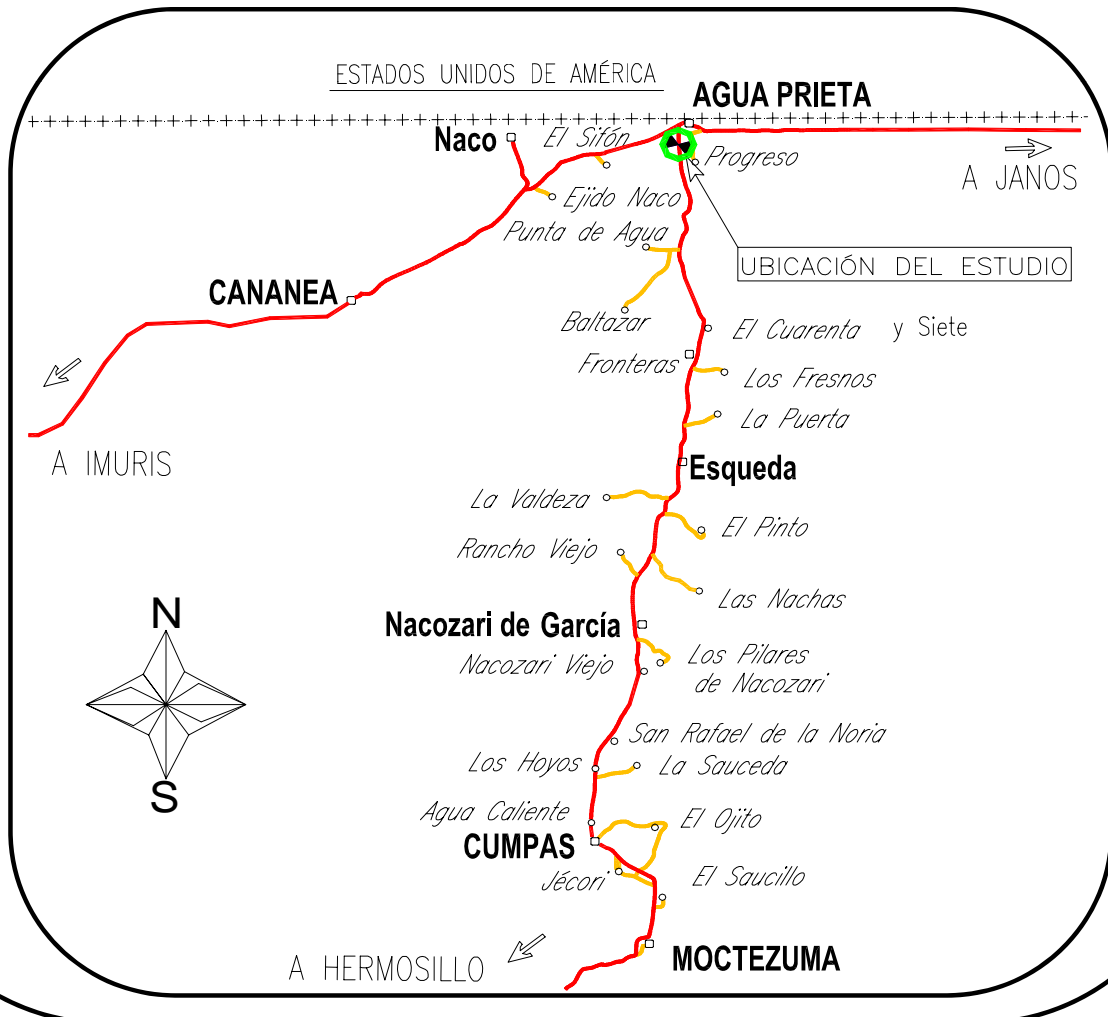 ESTADOS UNIDOS DE AMÉRICA
AGUA PRIETA
Naco
El Sifón
Progreso
A JANOS
Ejido Naco
Punta de Agua
UBICACIÓN DEL ESTUDIO
CANANEA
Baltazar
El Cuarenta y Siete
Fronteras
Los Fresnos
La Puerta
A IMURIS
Esqueda
La Valdeza
El Pinto
Rancho Viejo
Las Nachas
N
Nacozari de García
Nacozari Viejo
Los Pilares
de Nacozari
San Rafael de la Noria
Los Hoyos
La Sauceda
S
Agua Caliente
El Ojito
CUMPAS
Jécori
El Saucillo
A HERMOSILLO
MOCTEZUMA